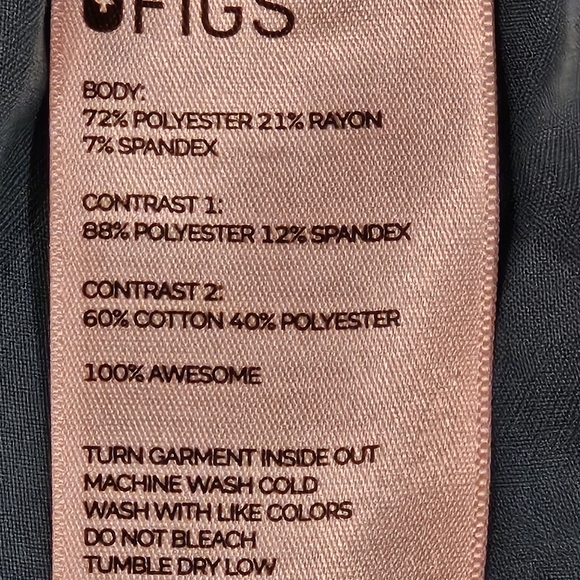 FIGS
BODY:
72% POLYESTER 21% RAYON
7% SPANDEX
CONTRAST 1:
88% POLYESTER 12% SPANDEX
CONTRAST 2:
60% COTTON 40% POLYESTER
100% AWESOME
TURN GARMENT INSIDE OUT
MACHINE WASH COLD
WASH WITH LIKE COLORS
DO NOT BLEACH
TUMBLE DRY LOW